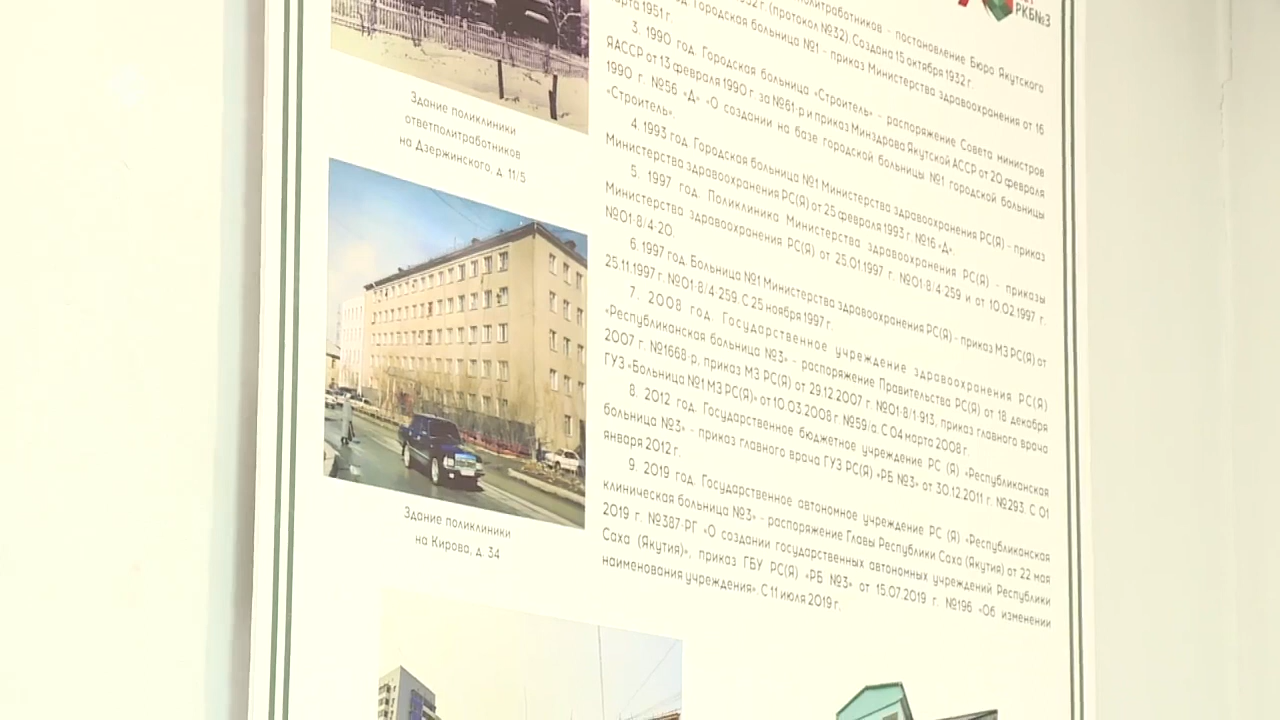 РКБ№3
политработников - постановление Бюро Якутского
(протокол №32). Создана 15 октября 1932 г.
Городская больница №1 - приказ Министерства здравоохранения от 16
марта 1951 г.
3. 1990 год. Городская больница «Строитель» - распоряжение Совета министров
ЯАССР от 13 февраля 1990 г. за №61-р и приказ Минздрава Якутской АССР от 20 февраля
1990 г. №56 «Д» «О создании на базе городской больницы №1 городской больницы
«Строитель».
4. 1993 год. Городская больница №1 Министерства здравоохранения РС(Я) - приказ
Министерства здравоохранения РС(Я) от 25 февраля 1993 г. №16 «Д».
5. 1997 год. Поликлиника Министерства здравоохранения РС(Я) - приказы
Министерства здравоохранения РС(Я) от 25.01.1997 г. №01-8/4-259 и от 10.02.1997 г.
№01-8/4-20.
6. 1997 год. Больница №1 Министерства здравоохранения РС(Я) - приказ МЗ РС(Я) от
25.11.1997 г. №01-8/4-259. С 25 ноября 1997 г.
7. 2008 год. Государственное учреждение здравоохранения РС(Я)
«Республиканская больница №3» - распоряжение Правительства РС(Я) от 18 декабря
2007 г. №1668-р, приказ МЗ РС(Я) от 29.12.2007 г. №01-8/1-913, приказ главного врача
ГУЗ «Больница №1 МЗ РС(Я)» от 10.03.2008 г. №59/а. С 04 марта 2008 г.
8. 2012 год. Государственное бюджетное учреждение РС (Я) «Республиканская
больница №3» - приказ главного врача ГУЗ РС(Я) «РБ №3» от 30.12.2011 г. №293. С 01
января 2012 г.
9. 2019 год. Государственное автономное учреждение РС (Я) «Республиканская
клиническая больница №3» - распоряжение Главы Республики Саха (Якутия) от 22 мая
2019 г. №387-РГ «О создании государственных автономных учреждений Республики
Саха (Якутия)», приказ ГБУ РС(Я) «РБ №3» от 15.07.2019 г. №196 «Об изменении
наименования учреждения». С 11 июля 2019 г.
Здание поликлиники
ответполитработников
на Дзержинского, д. 11/5
Здание поликлиники
на Кирова, д. 34